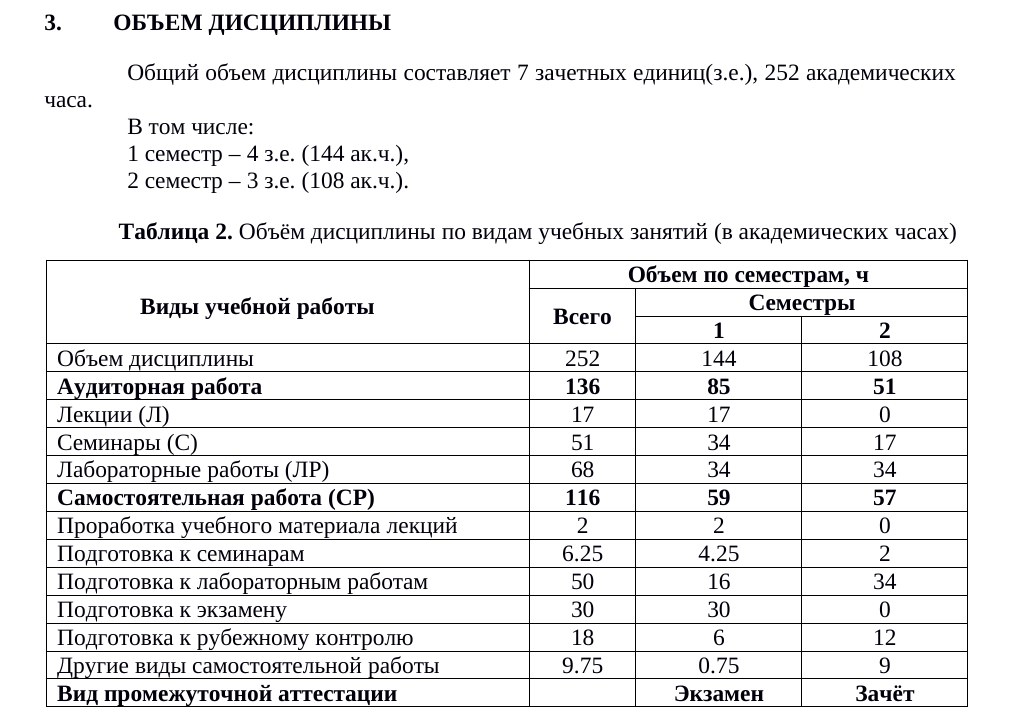 3. ОБЪЕМ ДИСЦИПЛИНЫ
Общий объем дисциплины составляет 7 зачетных единиц(з.е.), 252 академических
часа.
В том числе:
1 семестр – 4 з.е. (144 ак.ч.),
2 семестр – 3 з.е. (108 ак.ч.).
Таблица 2. Объём дисциплины по видам учебных занятий (в академических часах)
Виды учебной работы
Объем по семестрам, ч
Всего
Семестры
1 2
Объем дисциплины 252 144 108
Аудиторная работа 136 85 51
Лекции (Л) 17 17 0
Семинары (С) 51 34 17
Лабораторные работы (ЛР) 68 34 34
Самостоятельная работа (СР) 116 59 57
Проработка учебного материала лекций 2 2 0
Подготовка к семинарам 6.25 4.25 2
Подготовка к лабораторным работам 50 16 34
Подготовка к экзамену 30 30 0
Подготовка к рубежному контролю 18 6 12
Другие виды самостоятельной работы 9.75 0.75 9
Вид промежуточной аттестации Экзамен Зачёт